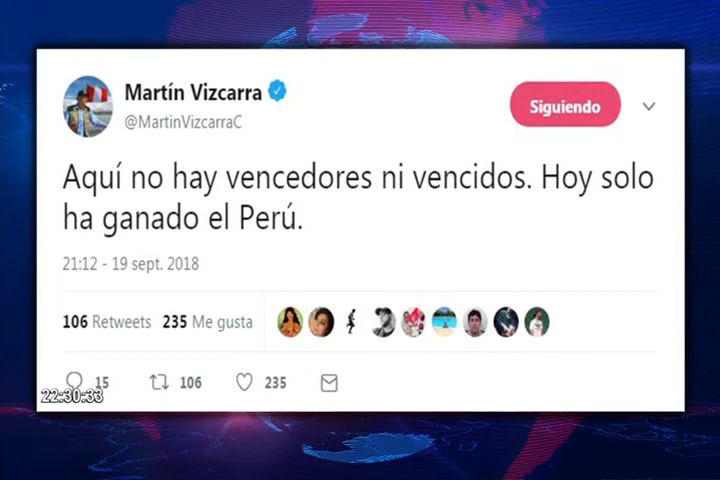 Martín Vizcarra
@MartinVizcarraC
Siguiendo
Aquí no hay vencedores ni vencidos. Hoy solo
ha ganado el Perú.
21:12 - 19 sept. 2018
106 Retweets 235 Me gusta
15 106 235
22:30:33